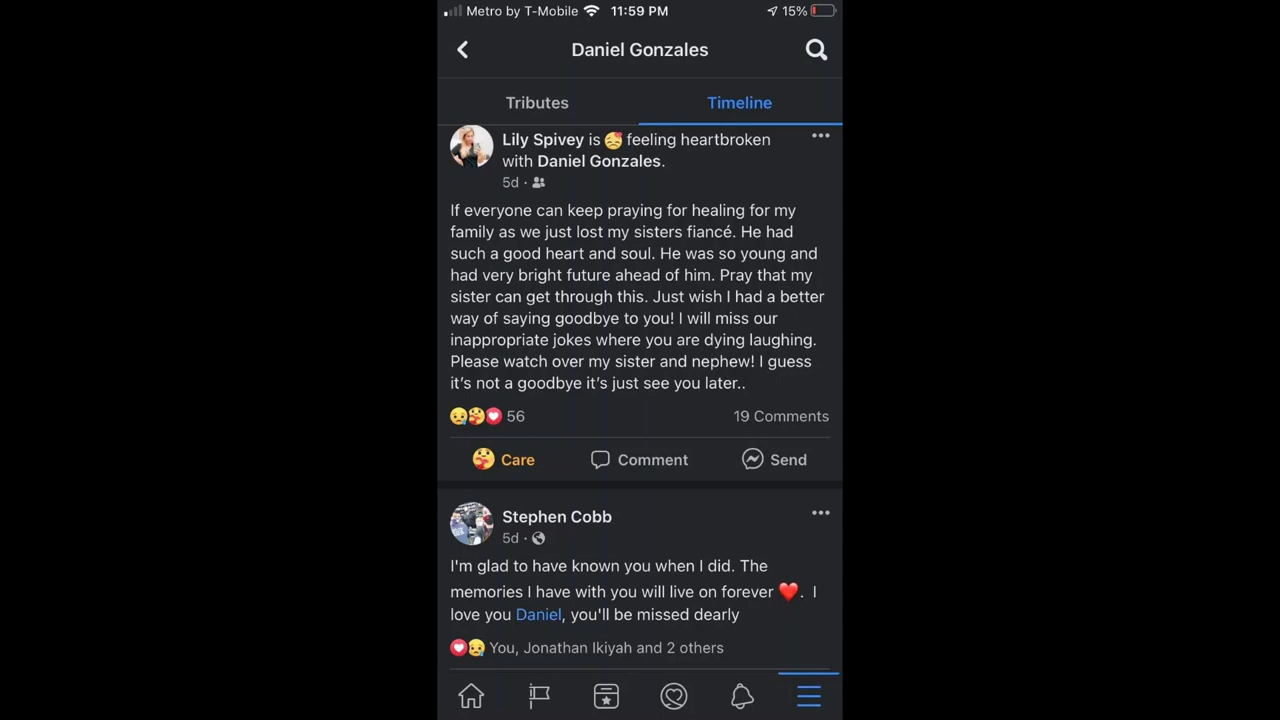 Metro by T-Mobile 11:59 PM 15%
Daniel Gonzales
Tributes Timeline
Lily Spivey is feeling heartbroken
with Daniel Gonzales.
5d ·
If everyone can keep praying for healing for my
family as we just lost my sisters fiancé. He had
such a good heart and soul. He was so young and
had very bright future ahead of him. Pray that my
sister can get through this. Just wish I had a better
way of saying goodbye to you! I will miss our
inappropriate jokes where you are dying laughing.
Please watch over my sister and nephew! I guess
it’s not a goodbye it’s just see you later..
56 19 Comments
Care Comment Send
Stephen Cobb
5d ·
I'm glad to have known you when I did. The
memories I have with you will live on forever ❤️. I
love you Daniel, you'll be missed dearly
You, Jonathan Ikiyah and 2 others